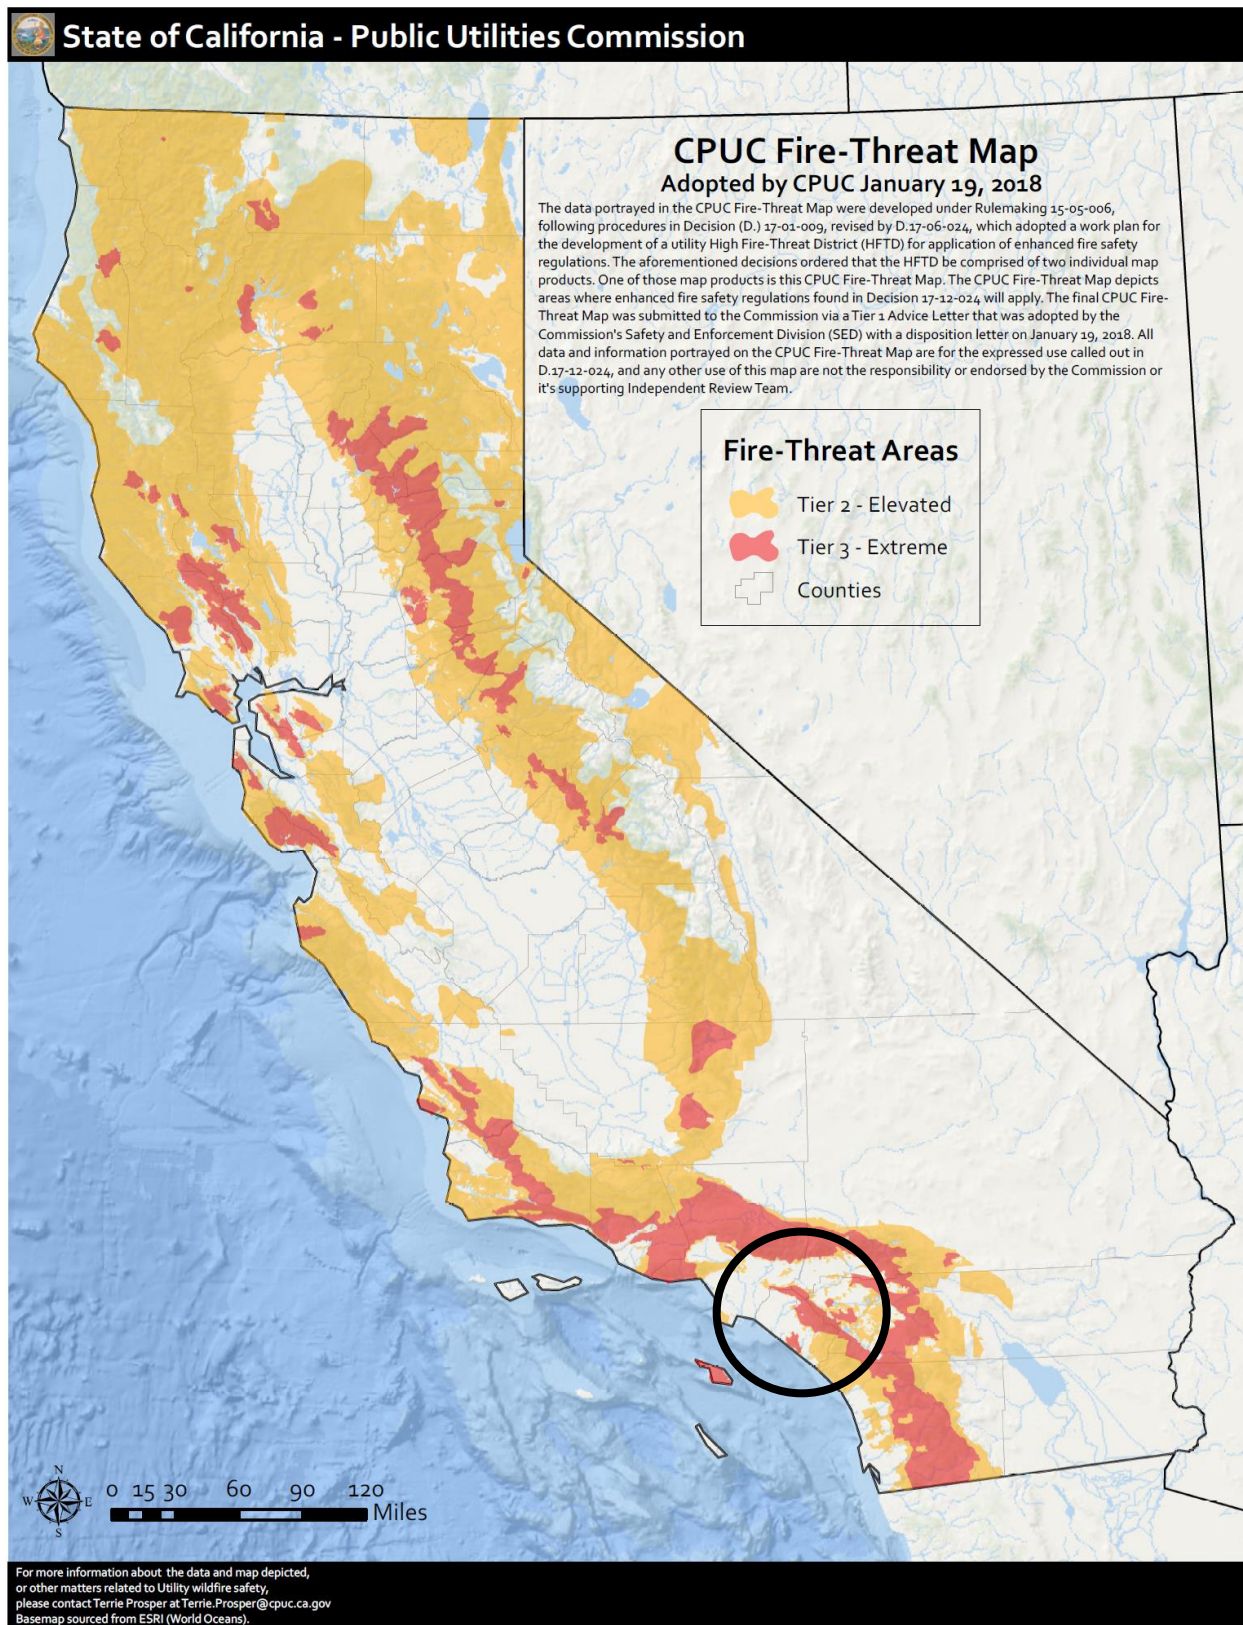 State of California - Public Utilities Commission
CPUC Fire-Threat Map
Adopted by CPUC January 19, 2018
The data portrayed in the CPUC Fire-Threat Map were developed under Rulemaking 15-05-006,
following procedures in Decision (D.) 17-01-009, revised by D.17-06-024, which adopted a work plan for
the development of a utility High Fire-Threat District (HFTD) for application of enhanced fire safety
regulations. The aforementioned decisions ordered that the HFTD be comprised of two individual map
products. One of those map products is this CPUC Fire-Threat Map. The CPUC Fire-Threat Map depicts
areas where enhanced fire safety regulations found in Decision 17-12-024 will apply. The final CPUC Fire-
Threat Map was submitted to the Commission via a Tier 1 Advice Letter that was adopted by the
Commission's Safety and Enforcement Division (SED) with a disposition letter on January 19, 2018. All
data and information portrayed on the CPUC Fire-Threat Map are for the expressed use called out in
D.17-12-024, and any other use of this map are not the responsibility or endorsed by the Commission or
it's supporting Independent Review Team.
Fire-Threat Areas
Tier 2 - Elevated
Tier 3 - Extreme
Counties
N
W E
S
0 15 30 60 90 120
Miles
For more information about the data and map depicted,
or other matters related to Utility wildfire safety,
please contact Terrie Prosper at Terrie.Prosper@cpuc.ca.gov
Basemap sourced from ESRI (World Oceans).